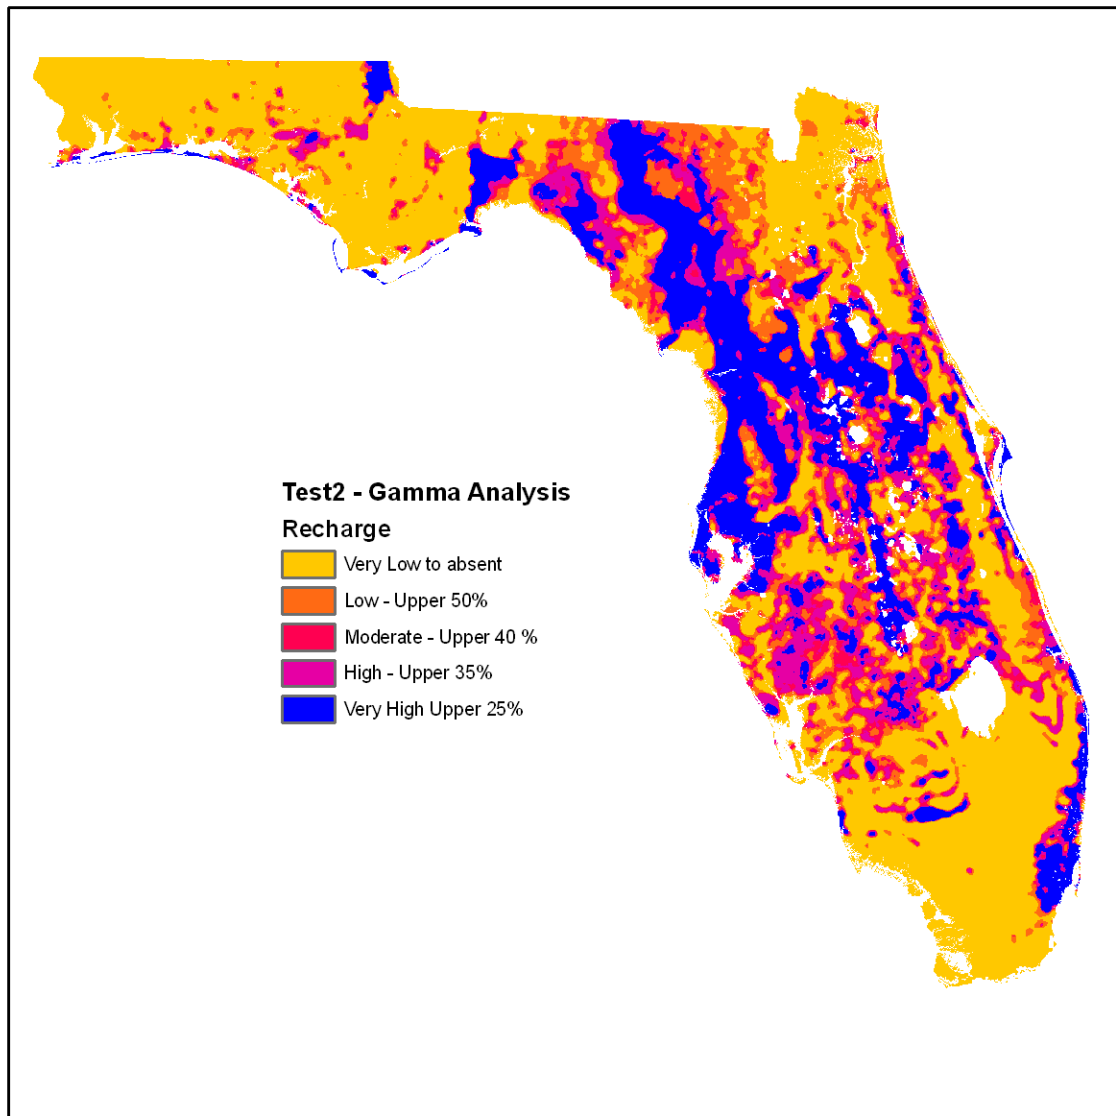 Test2 - Gamma Analysis
Recharge
Very Low to absent
Low - Upper 50%
Moderate - Upper 40 %
High - Upper 35%
Very High Upper 25%